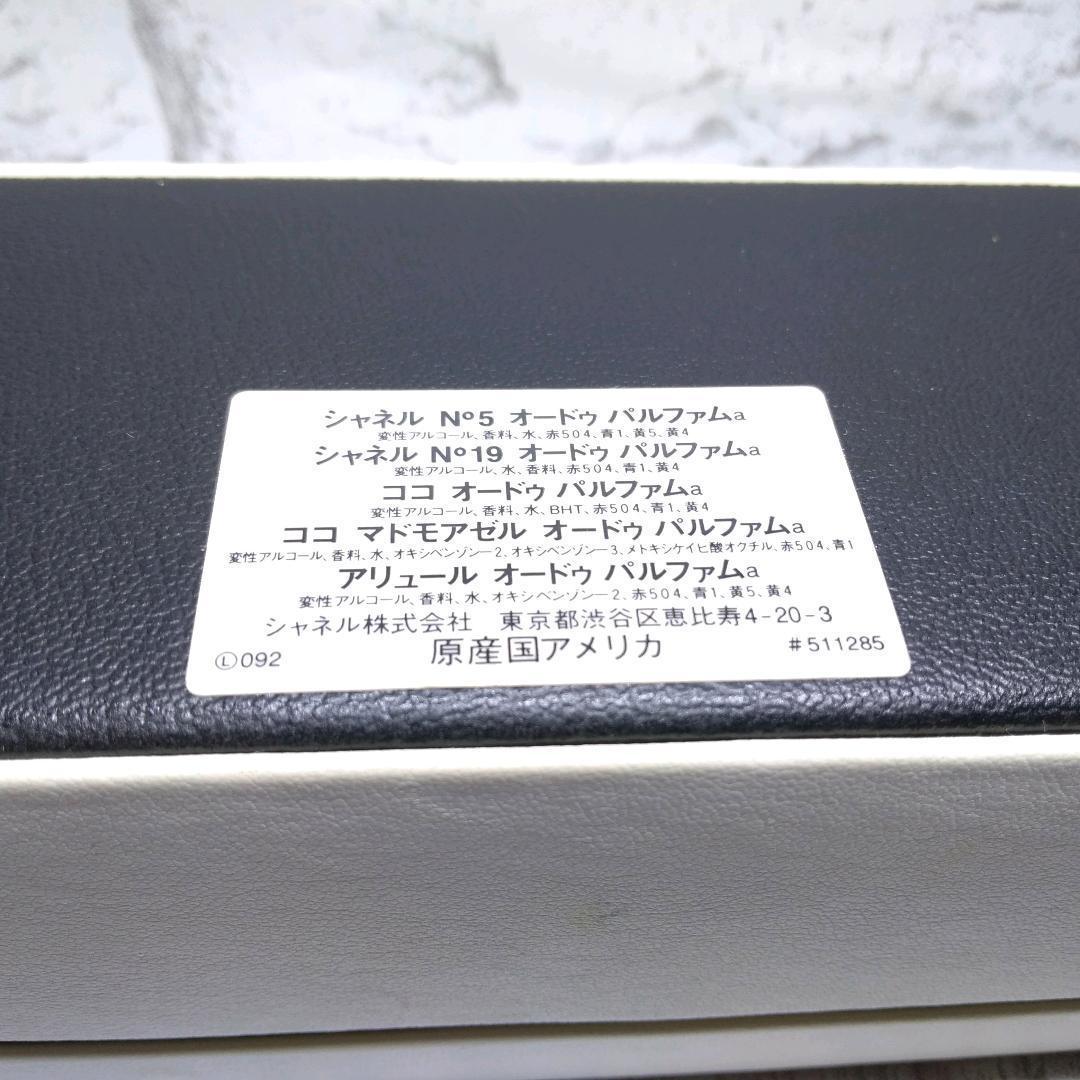 シャネル Nº5 オードゥ パルファムa
変性アルコール、香料、水、赤504、青1、黄5、黄4
シャネル Nº19 オードゥ パルファムa
変性アルコール、水、香料、赤504、青1、黄4
ココ オードゥ パルファムa
変性アルコール、香料、水、BHT、赤504、青1、黄4
ココ マドモアゼル オードゥ パルファムa
変性アルコール、香料、水、オキシベンゾン-2、オキシベンゾン-3、メトキシケイヒ酸オクチル、赤504、青1
アリュール オードゥ パルファムa
変性アルコール、香料、水、オキシベンゾン-2、赤504、青1、黄5、黄4
シャネル株式会社 東京都渋谷区恵比寿4-20-3
Ⓛ092 原産国アメリカ #511285